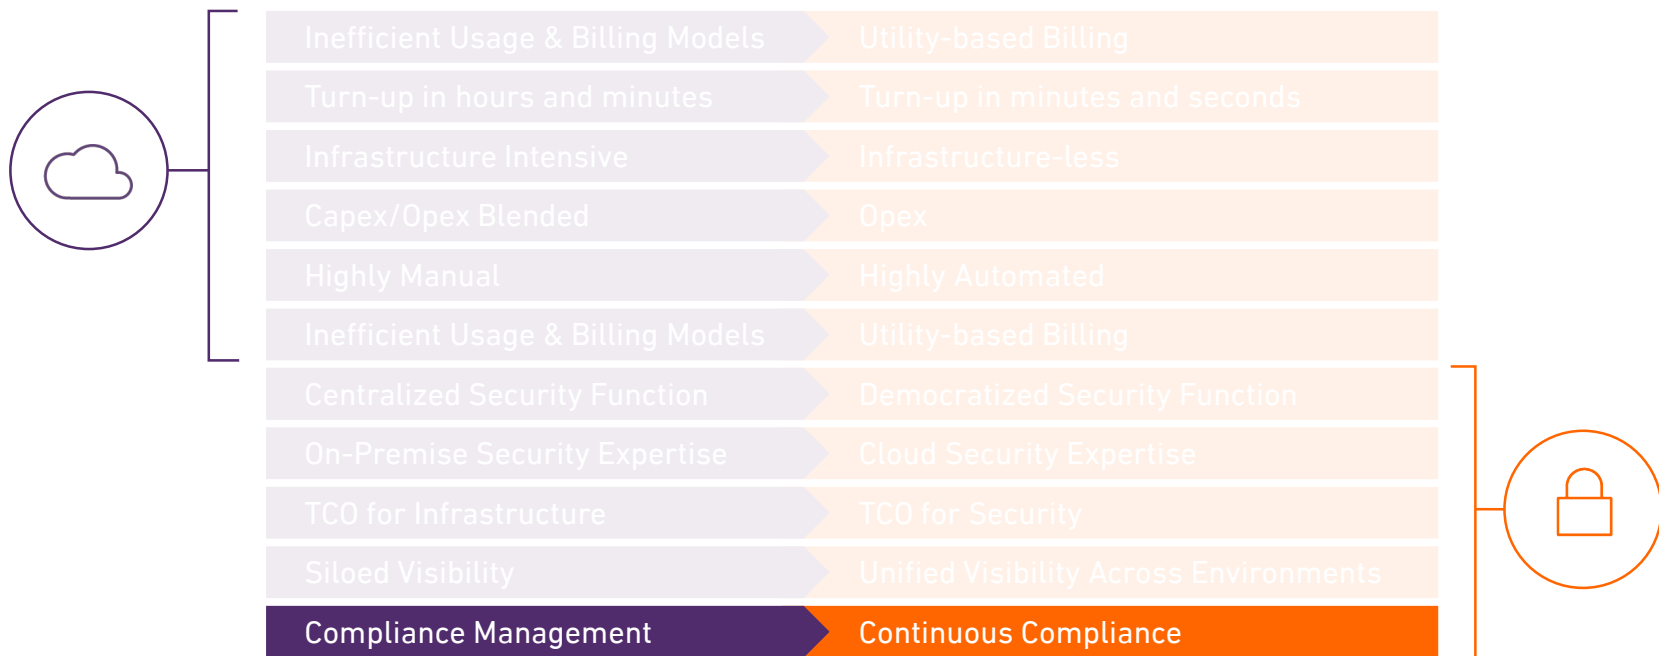 Inefficient Usage & Billing Models Utility-based Billing
Turn-up in hours and minutes Turn-up in minutes and seconds
Infrastructure Intensive Infrastructure-less
Capex/Opex Blended Opex
Highly Manual Highly Automated
Inefficient Usage & Billing Models Utility-based Billing
Centralized Security Function Democratized Security Function
On-Premise Security Expertise Cloud Security Expertise
TCO for Infrastructure TCO for Security
Siloed Visibility Unified Visibility Across Environments
Compliance Management Continuous Compliance